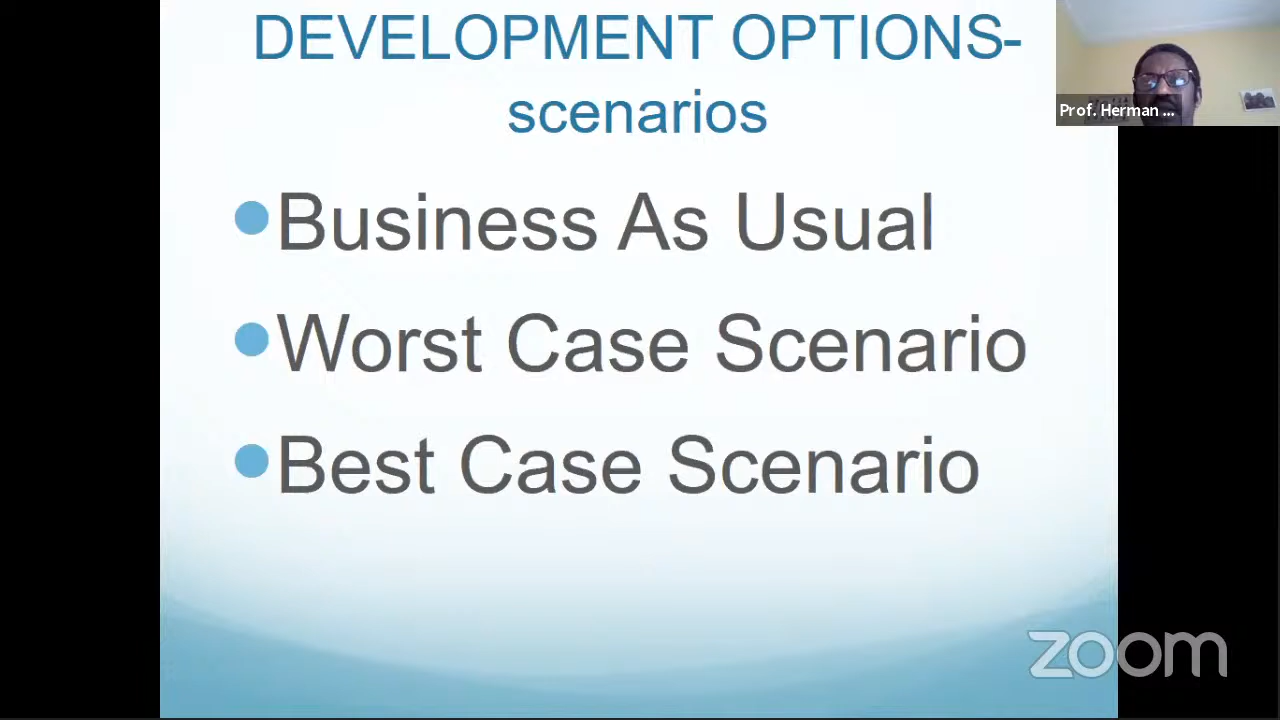 DEVELOPMENT OPTIONS-
scenarios
Prof. Herman ...
Business As Usual
Worst Case Scenario
Best Case Scenario
zoom